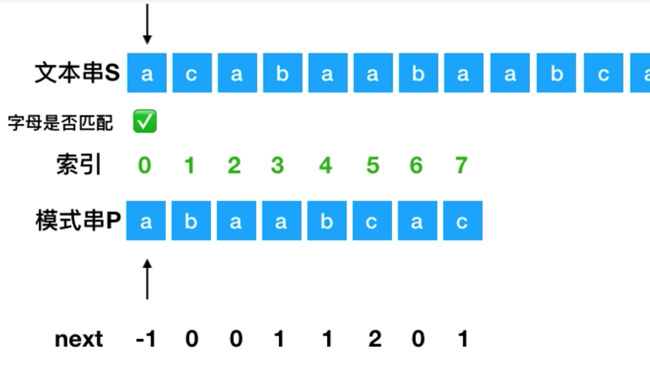 文本串S a c a b a a b a a b c a
字母是否匹配
索引 0 1 2 3 4 5 6 7
模式串P a b a a b c a c
next -1 0 0 1 1 2 0 1